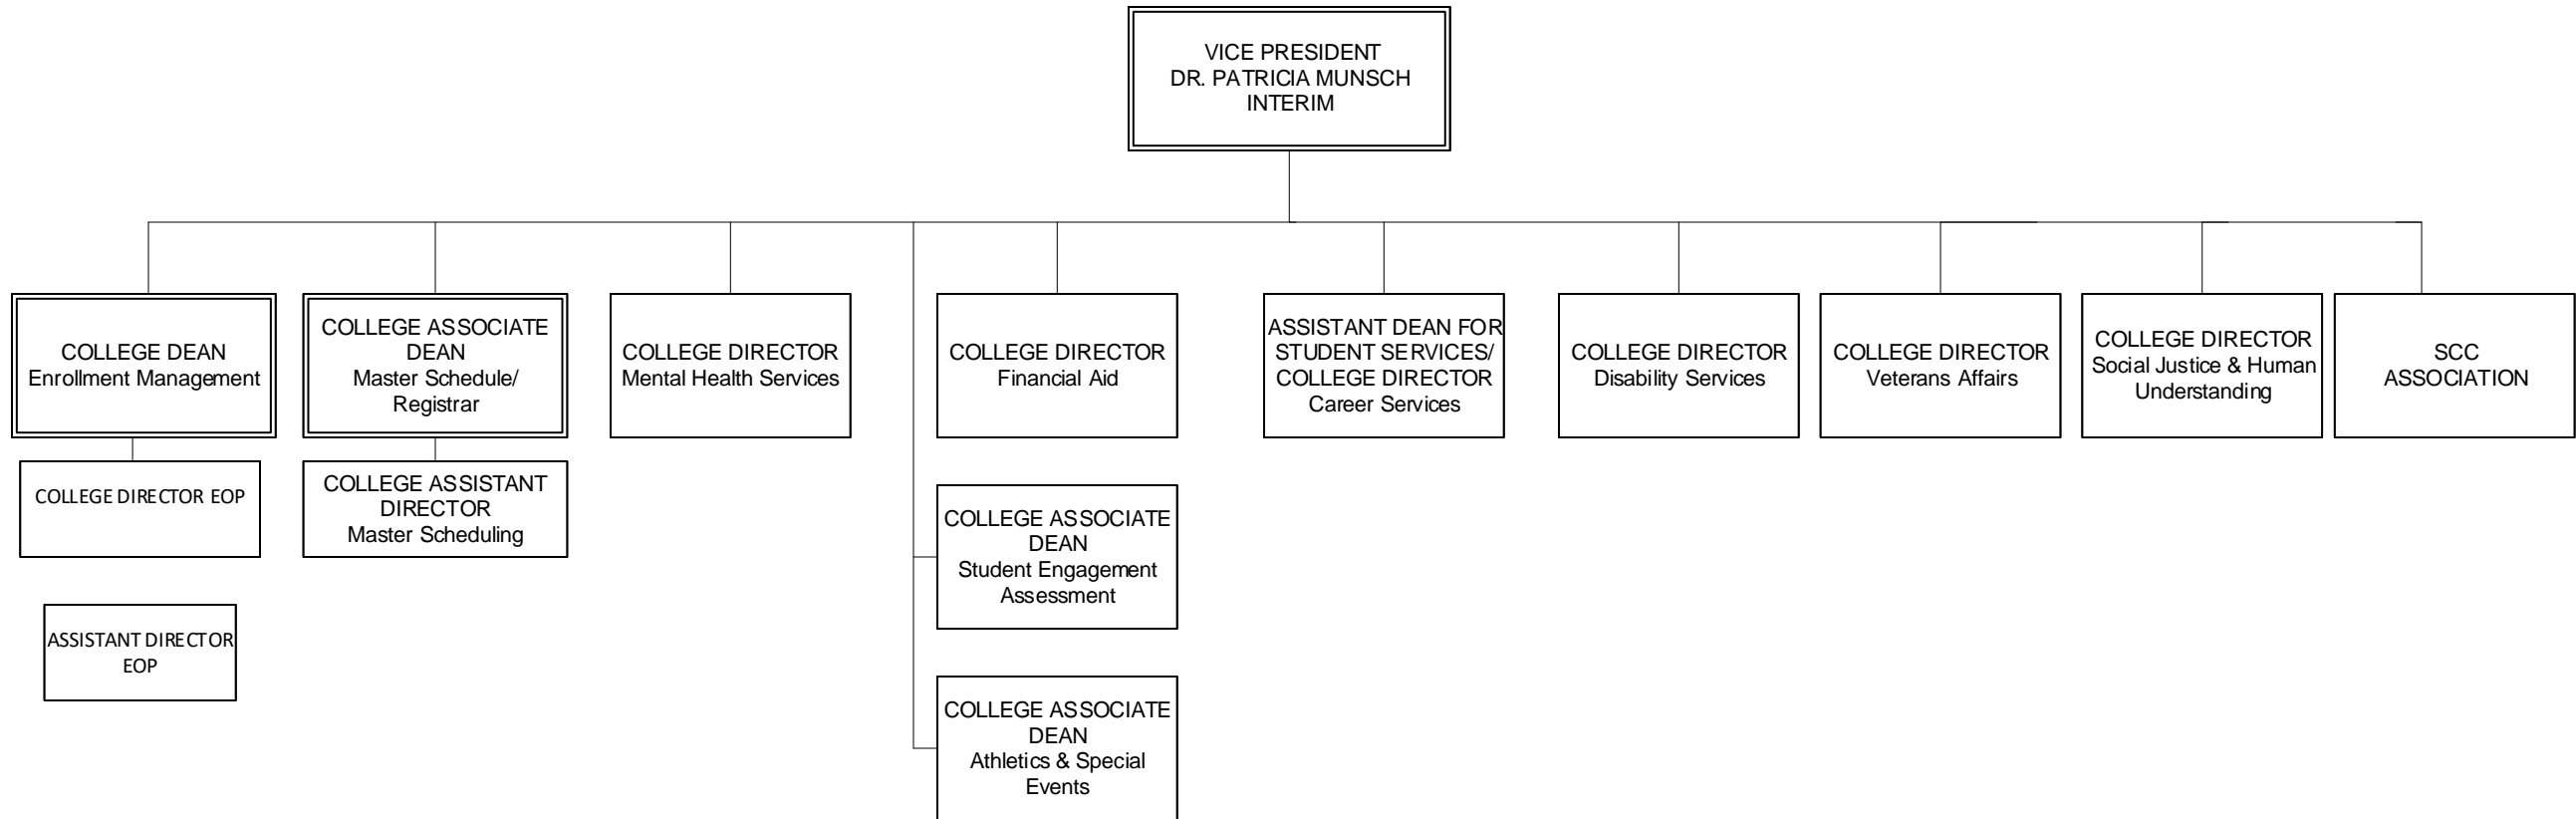 VICE PRESIDENT
DR. PATRICIA MUNSCH
INTERIM
COLLEGE DEAN
Enrollment Management
COLLEGE ASSOCIATE
DEAN
Master Schedule/
Registrar
COLLEGE DIRECTOR
Mental Health Services
COLLEGE DIRECTOR
Financial Aid
ASSISTANT DEAN FOR
STUDENT SERVICES/
COLLEGE DIRECTOR
Career Services
COLLEGE DIRECTOR
Disability Services
COLLEGE DIRECTOR
Veterans Affairs
COLLEGE DIRECTOR
Social Justice & Human
Understanding
SCC
ASSOCIATION
COLLEGE DIRECTOR EOP
COLLEGE ASSISTANT
DIRECTOR
Master Scheduling
COLLEGE ASSOCIATE
DEAN
Student Engagement
Assessment
ASSISTANT DIRECTOR
EOP
COLLEGE ASSOCIATE
DEAN
Athletics & Special
Events